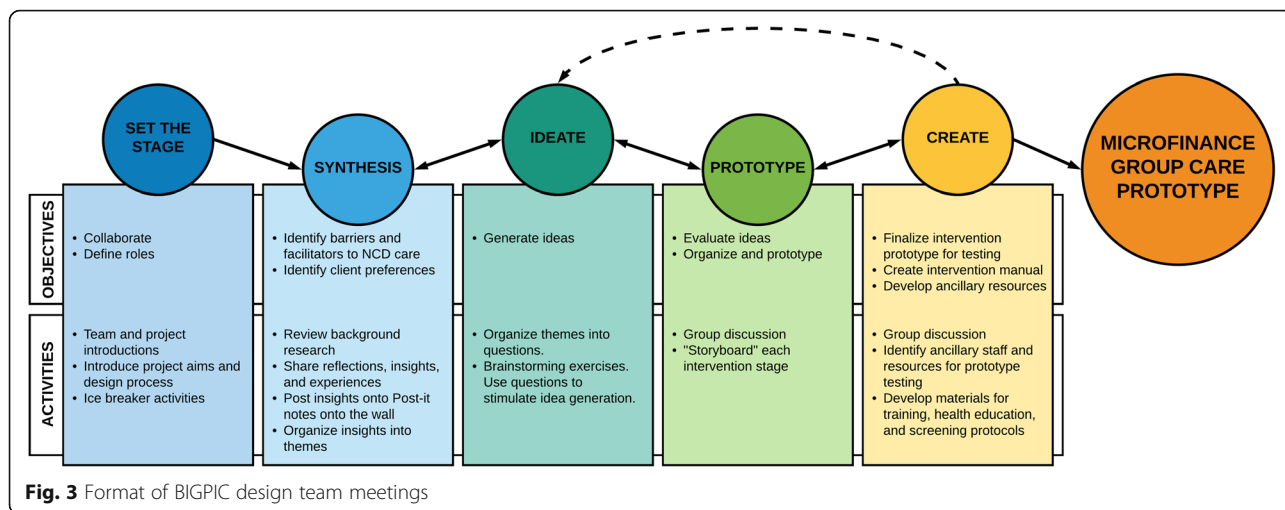 SET THE
STAGE
SYNTHESIS
IDEATE
PROTOTYPE
CREATE
MICROFINANCE
GROUP CARE
PROTOTYPE
OBJECTIVES
• Collaborate
• Define roles
• Identify barriers and
facilitators to NCD care
• Identify client preferences
• Generate ideas
• Evaluate ideas
• Organize and prototype
• Finalize intervention
prototype for testing
• Create intervention manual
• Develop ancillary resources
ACTIVITIES
• Team and project
introductions
• Introduce project aims and
design process
• Ice breaker activities
• Review background
research
• Share reflections, insights,
and experiences
• Post insights onto Post-it
notes onto the wall
• Organize insights into
themes
• Organize themes into
questions.
• Brainstorming exercises.
Use questions to
stimulate idea generation.
• Group discussion
• "Storyboard" each
intervention stage
• Group discussion
• Identify ancillary staff and
resources for prototype
testing
• Develop materials for
training, health education,
and screening protocols
Fig. 3 Format of BIGPIC design team meetings